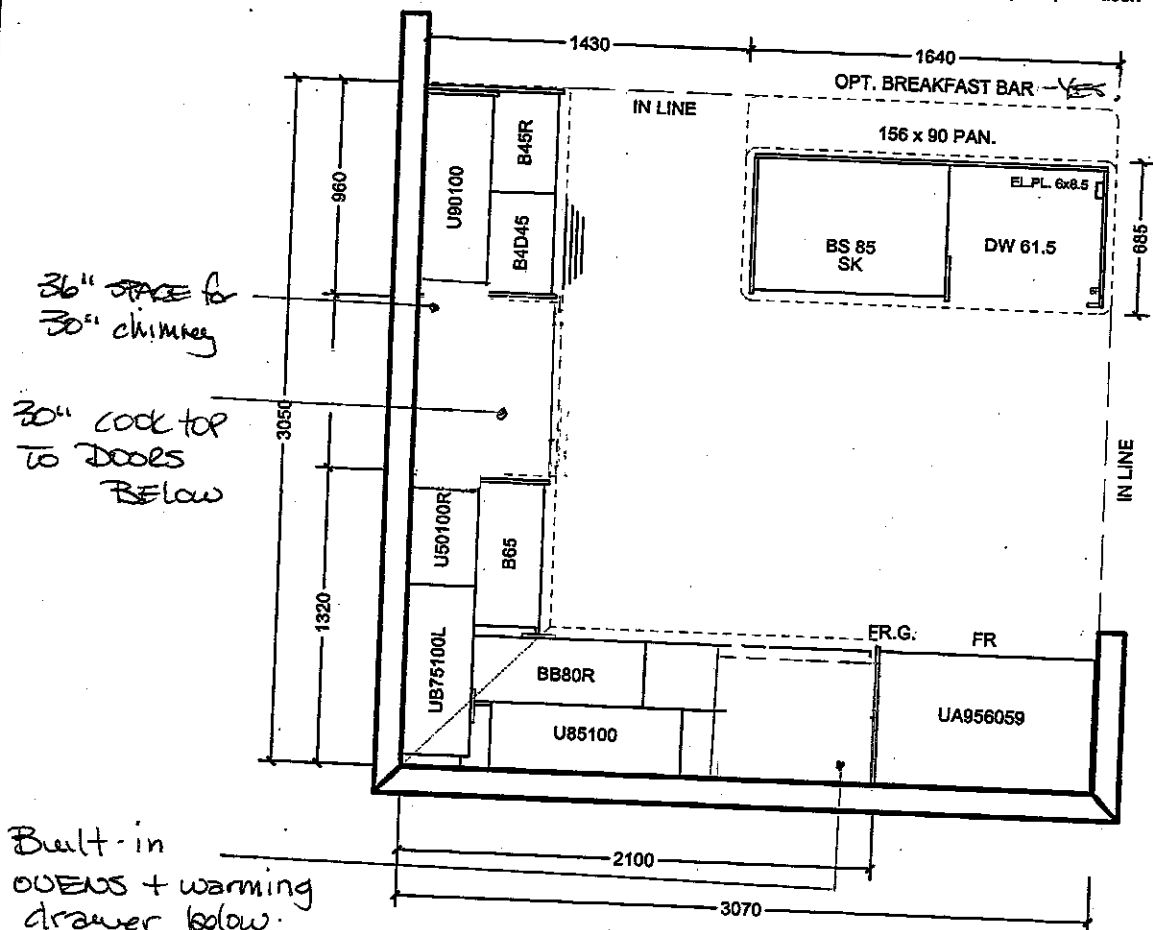 1430
1640
OPT. BREAKFAST BAR - YES
IN LINE
156 x 90 PAN.
U90100
B45R
B4D45
960
EL.PL. 6x8.5
BS 85
SK
DW 61.5
685
36" SPACE for
30" chimney
3050
30" cook top
TO DOORS
BELOW
IN LINE
U50100R
B65
1320
UB75100L
BB80R
U85100
FR.G.
FR
UA956059
Built-in
OVENS + warming
drawer below.
2100
3070